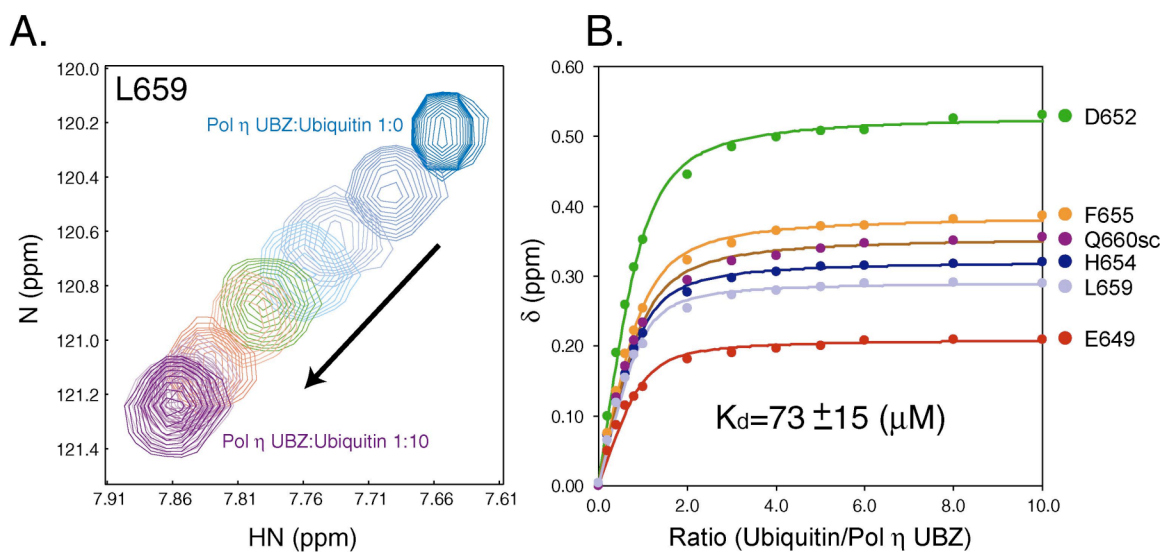 A.
L659
Pol η UBZ:Ubiquitin 1:0
Pol η UBZ:Ubiquitin 1:10
N (ppm)
120.0
120.2
120.4
120.6
120.8
121.0
121.2
121.4
7.91
7.86
7.81
7.76
7.71
7.66
7.61
HN (ppm)
B.
δ (ppm)
0.60
0.50
0.40
0.30
0.20
0.10
0.00
0.0
2.0
4.0
6.0
8.0
10.0
Ratio (Ubiquitin/Pol η UBZ)
Kd=73 ±15 (μM)
D652
F655
Q660sc
H654
L659
E649